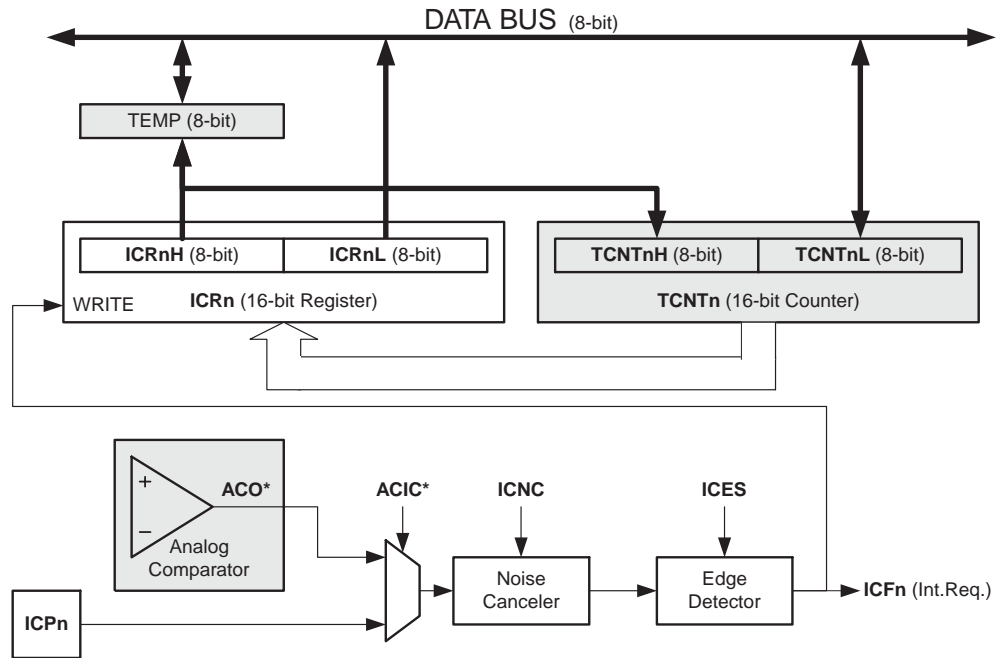 DATA BUS (8-bit)
TEMP (8-bit)
ICRnH (8-bit)
ICRnL (8-bit)
TCNTnH (8-bit)
TCNTnL (8-bit)
WRITE
ICRn (16-bit Register)
TCNTn (16-bit Counter)
+
−
ACO*
Analog
Comparator
ACIC*
ICNC
ICES
Noise
Canceler
Edge
Detector
ICFn (Int.Req.)
ICPn